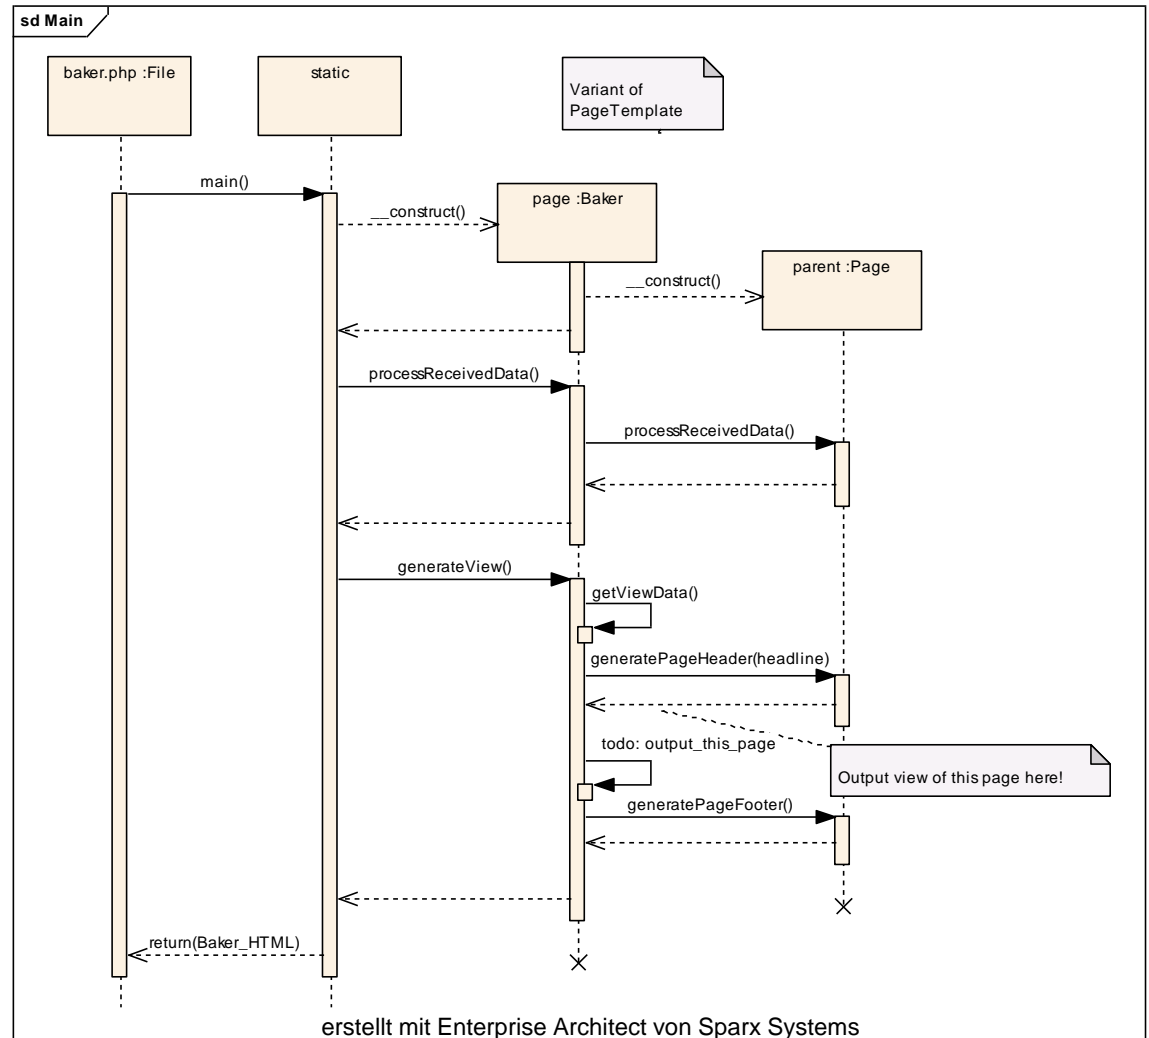 sd Main
baker.php :File
static
Variant of
PageTemplate
main()
__construct()
page :Baker
__construct()
parent :Page
processReceivedData()
processReceivedData()
generateView()
getViewData()
generatePageHeader(headline)
todo: output_this_page
Output view of this page here!
generatePageFooter()
return(Baker_HTML)
erstellt mit Enterprise Architect von Sparx Systems